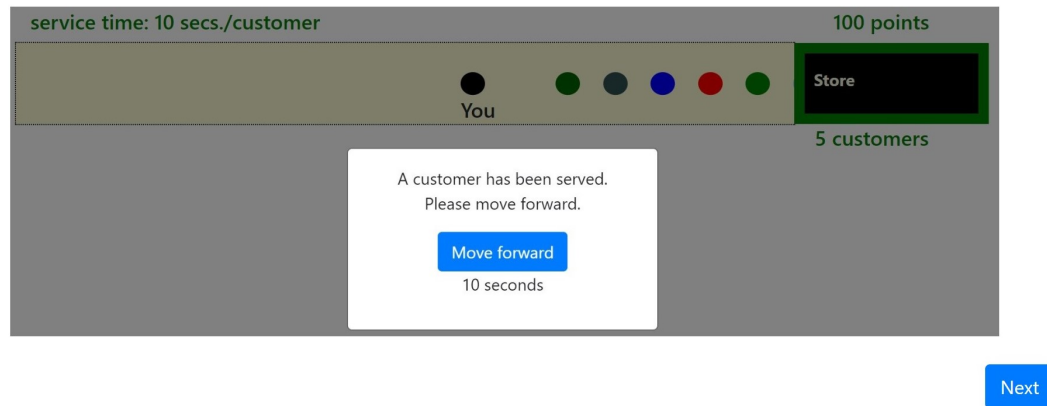 service time: 10 secs./customer
100 points
Store
You
5 customers
A customer has been served.
Please move forward.
Move forward
10 seconds
Next